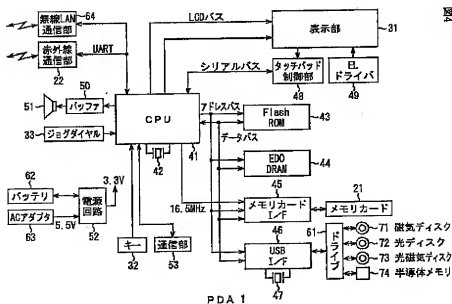 図4
無線LAN
通信部
64
赤外線
通信部
22
UART
LCDバス
表示部
31
シリアルバス
タッチパッド
制御部
48
EL
ドライバ
49
50
51
バッファ
33
ジョグダイヤル
CPU
41
42
アドレスバス
データバス
Flash
ROM
43
EDO
DRAM
44
45
16.5MHz
メモリカード
I/F
21
メモリカード
46
USB
I/F
47
61
ドライブ
71 磁気ディスク
72 光ディスク
73 光磁気ディスク
74 半導体メモリ
62
バッテリ
ACアダプタ
63
5.5V
電源
回路
52
3.3V
キー
32
通信部
53
PDA 1